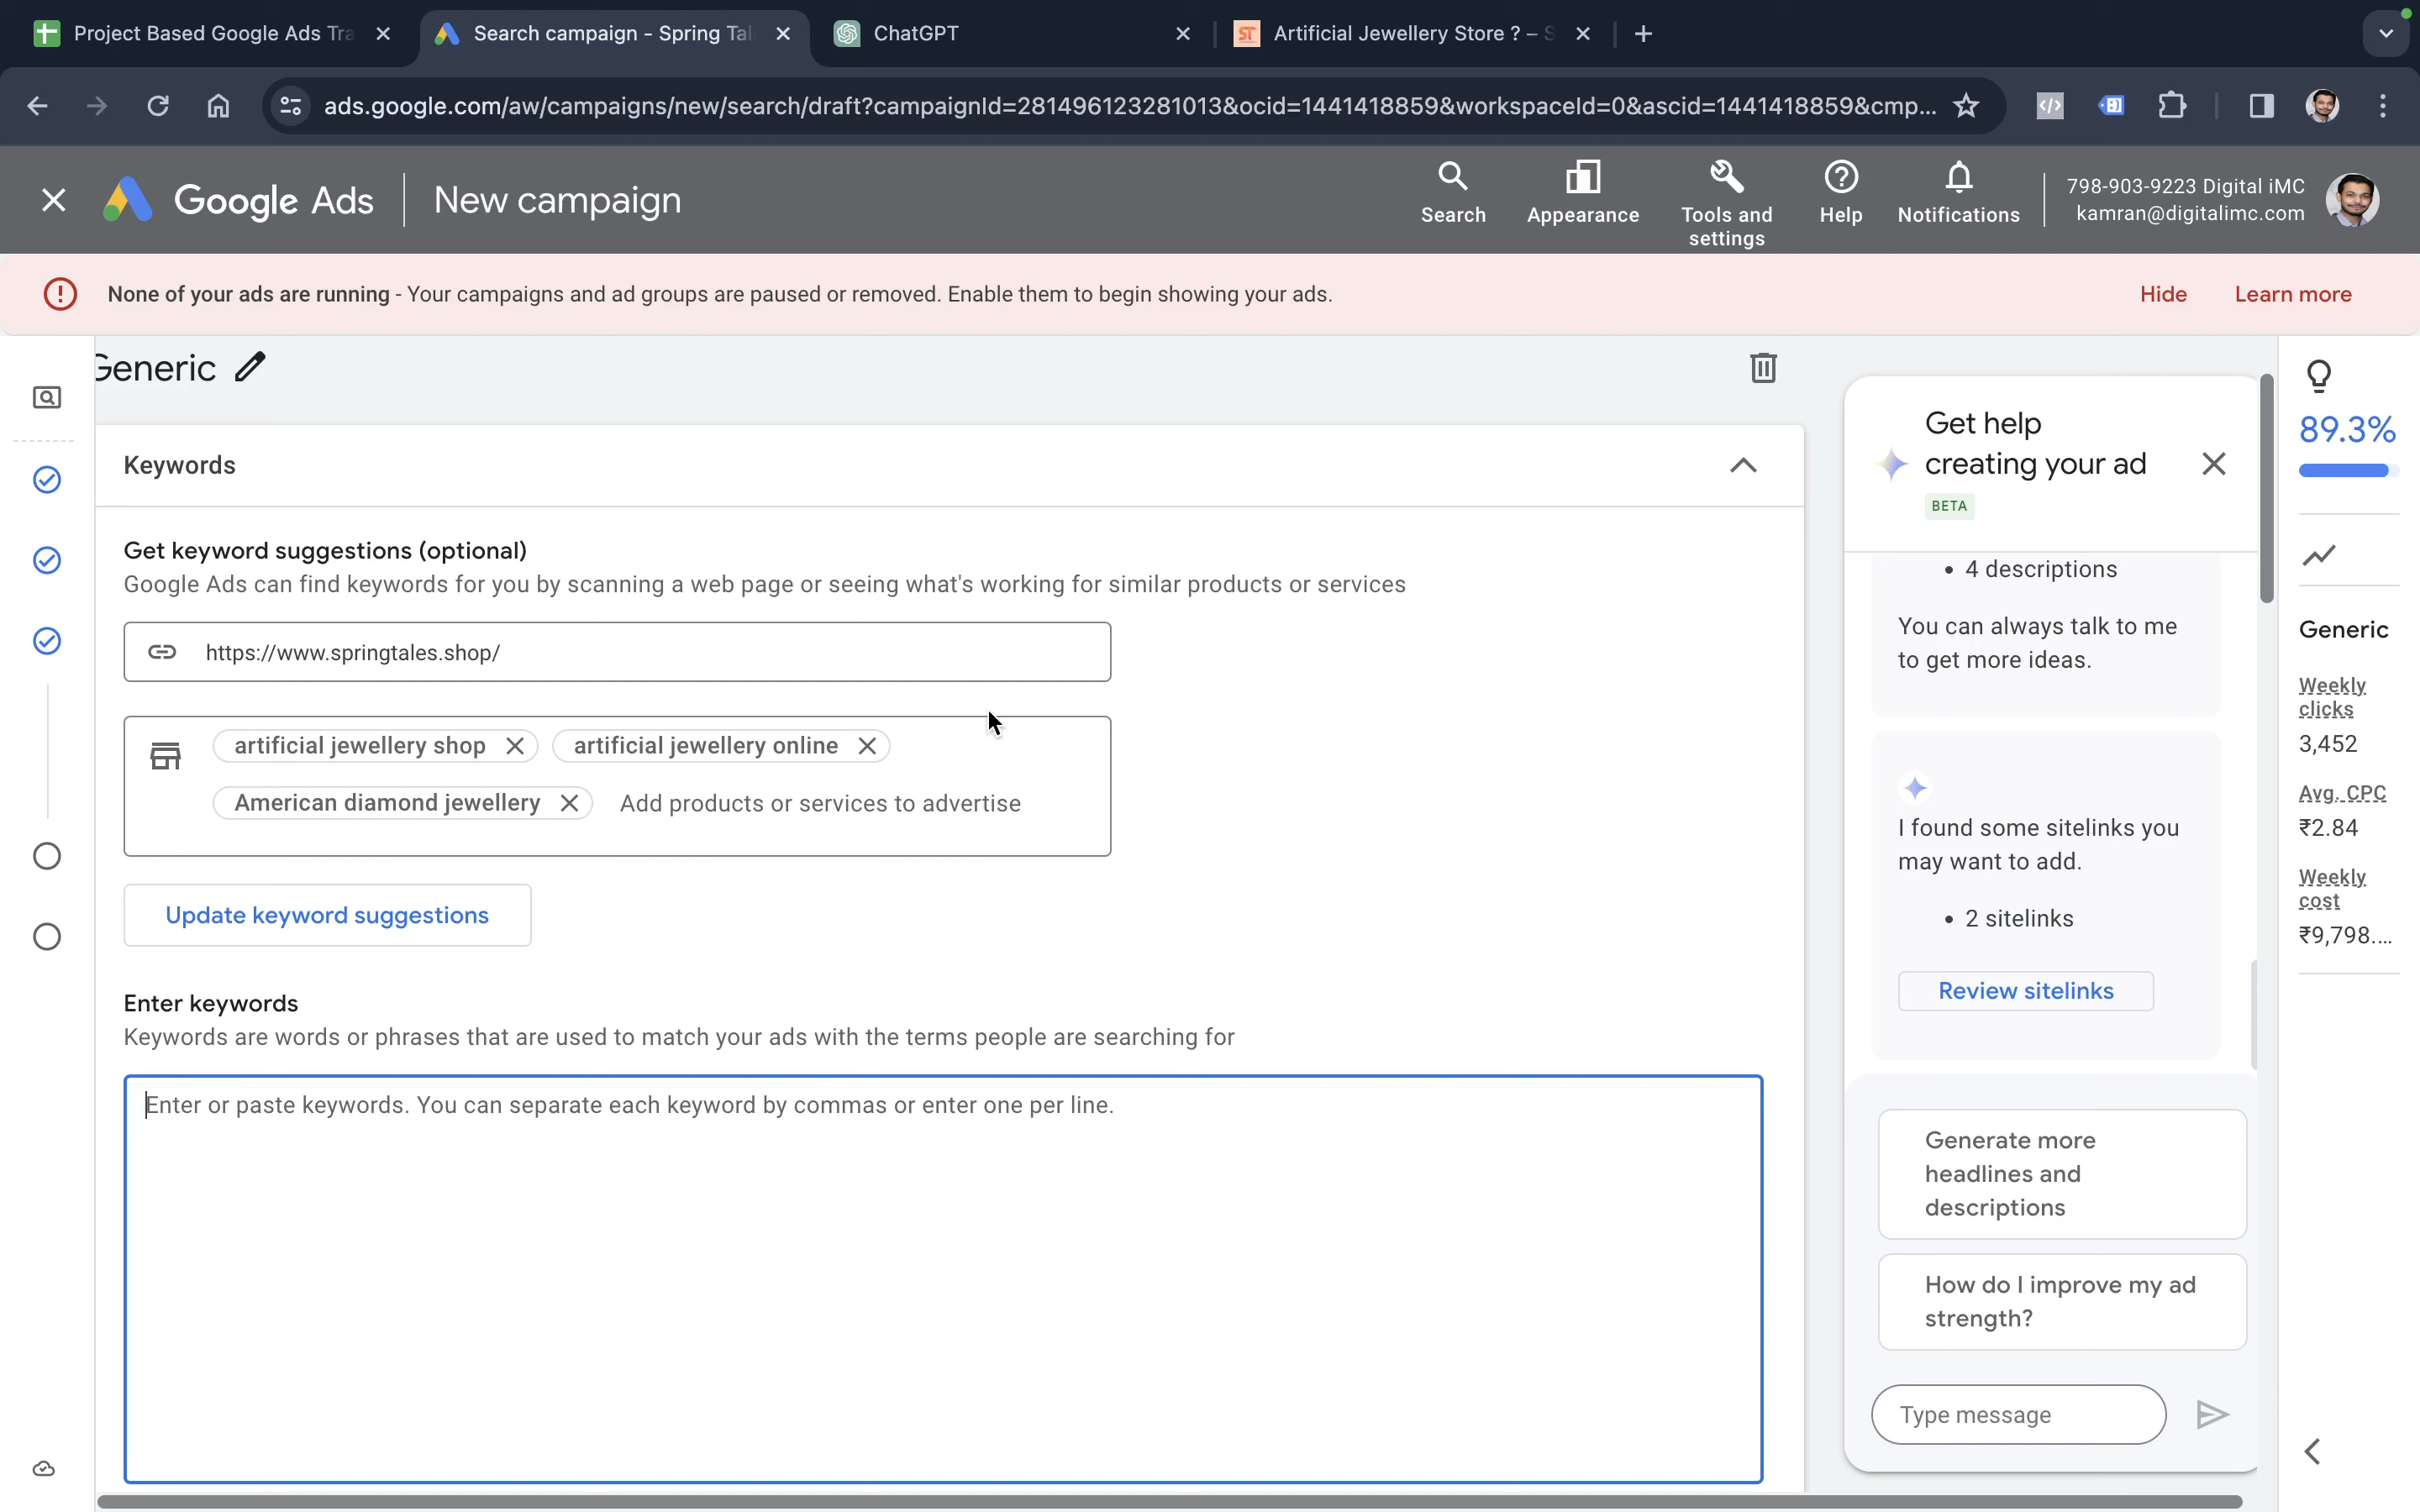 Project Based Google Ads Tra
Search campaign - Spring Tal
ChatGPT
Artificial Jewellery Store ? – S
ads.google.com/aw/campaigns/new/search/draft?campaignId=281496123281013&ocid=1441418859&workspaceId=0&ascid=1441418859&cmp...
Google Ads
New campaign
Search
Appearance
Tools and
settings
Help
Notifications
798-903-9223 Digital iMC
kamran@digitalimc.com
None of your ads are running - Your campaigns and ad groups are paused or removed. Enable them to begin showing your ads.
Hide
Learn more
Generic
Keywords
Get keyword suggestions (optional)
Google Ads can find keywords for you by scanning a web page or seeing what's working for similar products or services
https://www.springtales.shop/
artificial jewellery shop
artificial jewellery online
American diamond jewellery
Add products or services to advertise
Update keyword suggestions
Enter keywords
Keywords are words or phrases that are used to match your ads with the terms people are searching for
Enter or paste keywords. You can separate each keyword by commas or enter one per line.
Get help
creating your ad
BETA
• 4 descriptions
You can always talk to me
to get more ideas.
I found some sitelinks you
may want to add.
• 2 sitelinks
Review sitelinks
Generate more
headlines and
descriptions
How do I improve my ad
strength?
Type message
89.3%
Generic
Weekly
clicks
3,452
Avg. CPC
₹2.84
Weekly
cost
₹9,798....